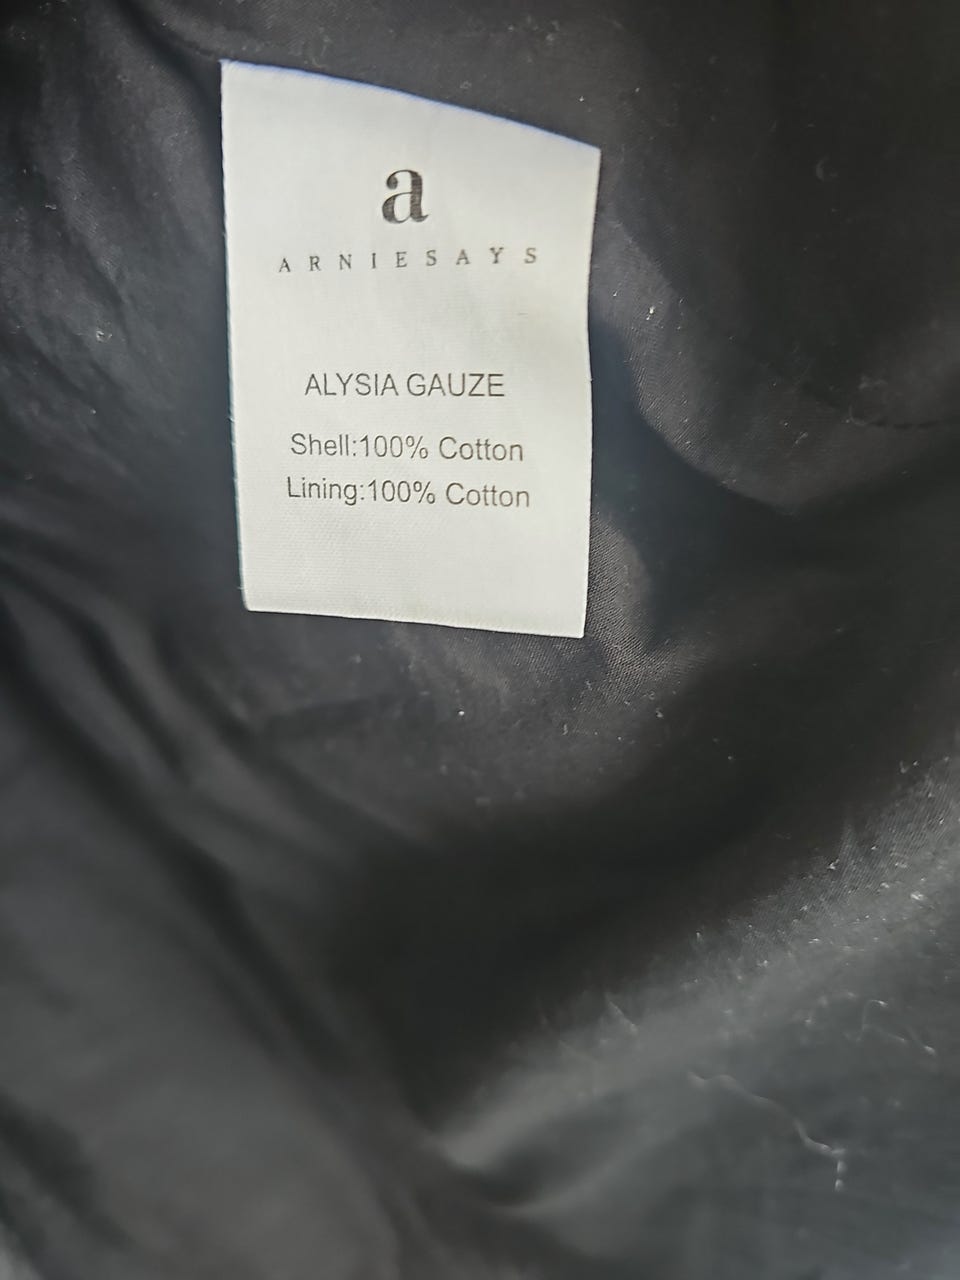 a
ARNIESAYS
ALYSIA GAUZE
Shell:100% Cotton
Lining:100% Cotton